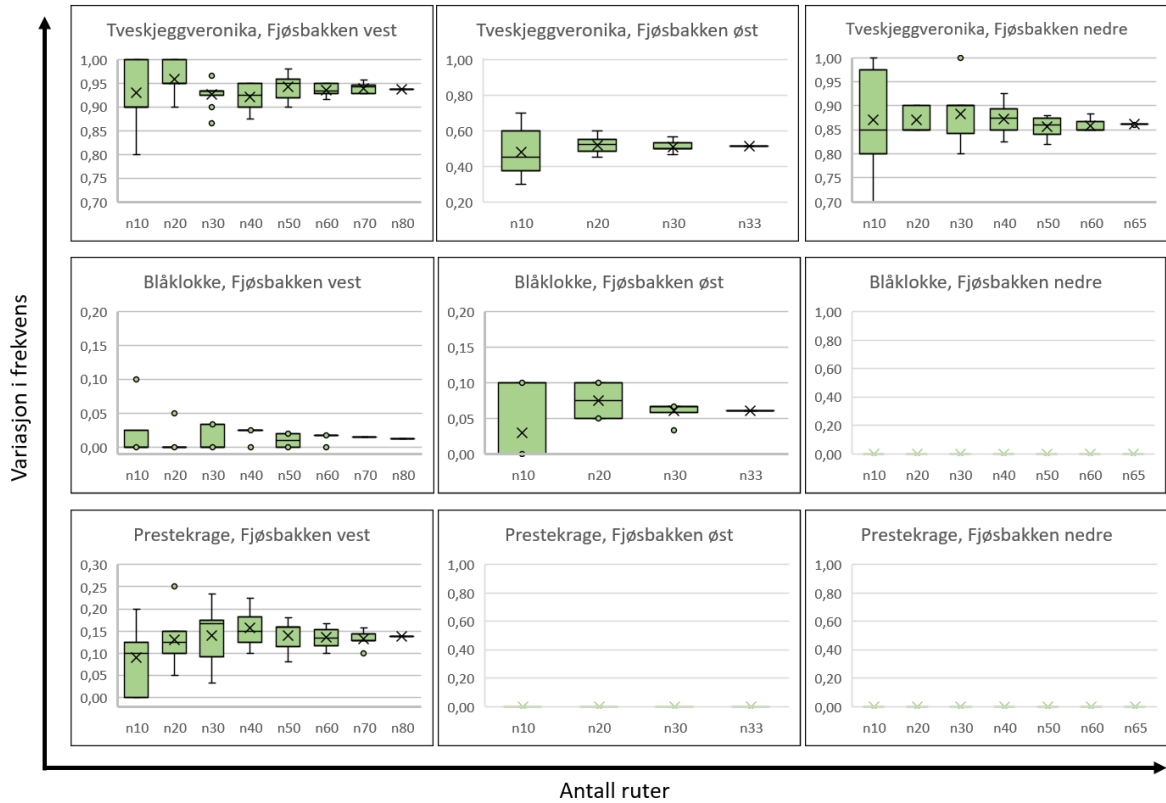 Variasjon i frekvens
Tveskjeggveronika, Fjøsbakken vest
1,00
0,95
0,90
0,85
0,80
0,75
0,70
n10 n20 n30 n40 n50 n60 n70 n80
Tveskjeggveronika, Fjøsbakken øst
1,00
0,80
0,60
0,40
0,20
n10 n20 n30 n33
Tveskjeggveronika, Fjøsbakken nedre
1,00
0,95
0,90
0,85
0,80
0,75
0,70
n10 n20 n30 n40 n50 n60 n65
Blåklokke, Fjøsbakken vest
0,20
0,15
0,10
0,05
0,00
n10 n20 n30 n40 n50 n60 n70 n80
Blåklokke, Fjøsbakken øst
0,20
0,15
0,10
0,05
0,00
n10 n20 n30 n33
Blåklokke, Fjøsbakken nedre
1,00
0,80
0,60
0,40
0,20
0,00
n10 n20 n30 n40 n50 n60 n65
Prestekrage, Fjøsbakken vest
0,30
0,25
0,20
0,15
0,10
0,05
0,00
n10 n20 n30 n40 n50 n60 n70 n80
Prestekrage, Fjøsbakken øst
1,00
0,80
0,60
0,40
0,20
0,00
n10 n20 n30 n33
Prestekrage, Fjøsbakken nedre
1,00
0,80
0,60
0,40
0,20
0,00
n10 n20 n30 n40 n50 n60 n65
Antall ruter